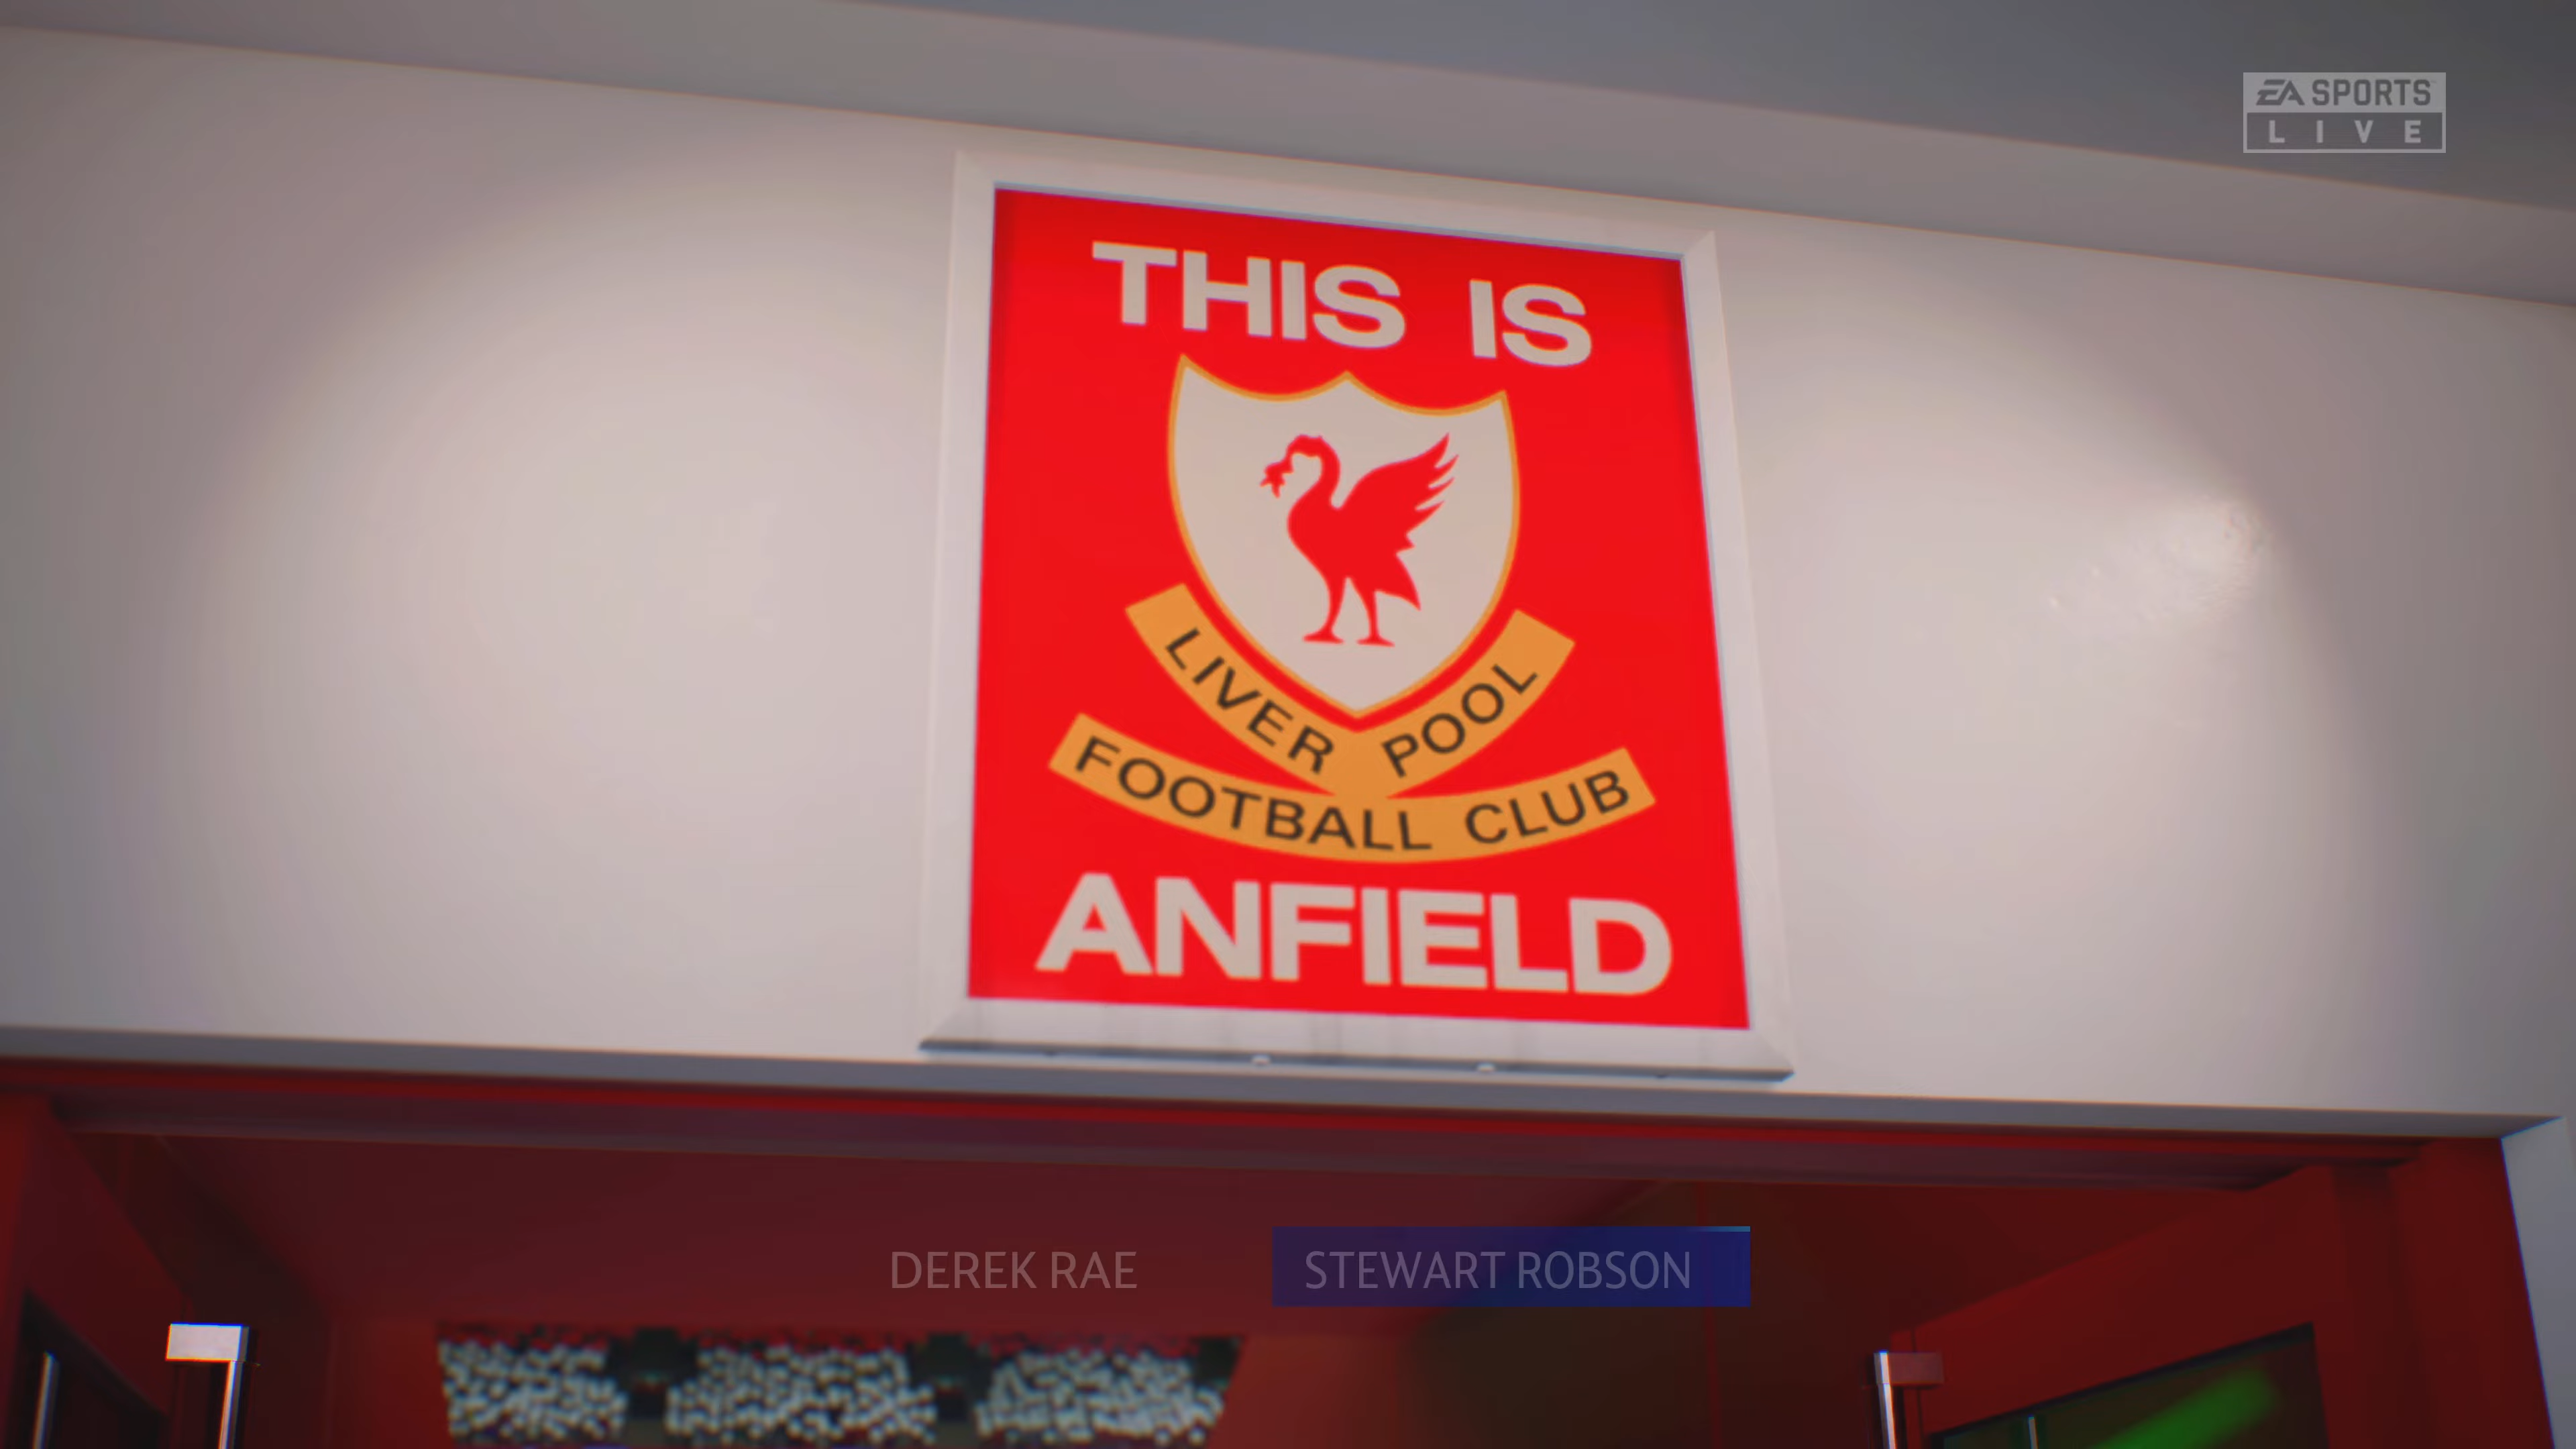 EA SPORTS
LIVE
THIS IS
LIVER POOL
FOOTBALL CLUB
ANFIELD
DEREK RAE
STEWART ROBSON